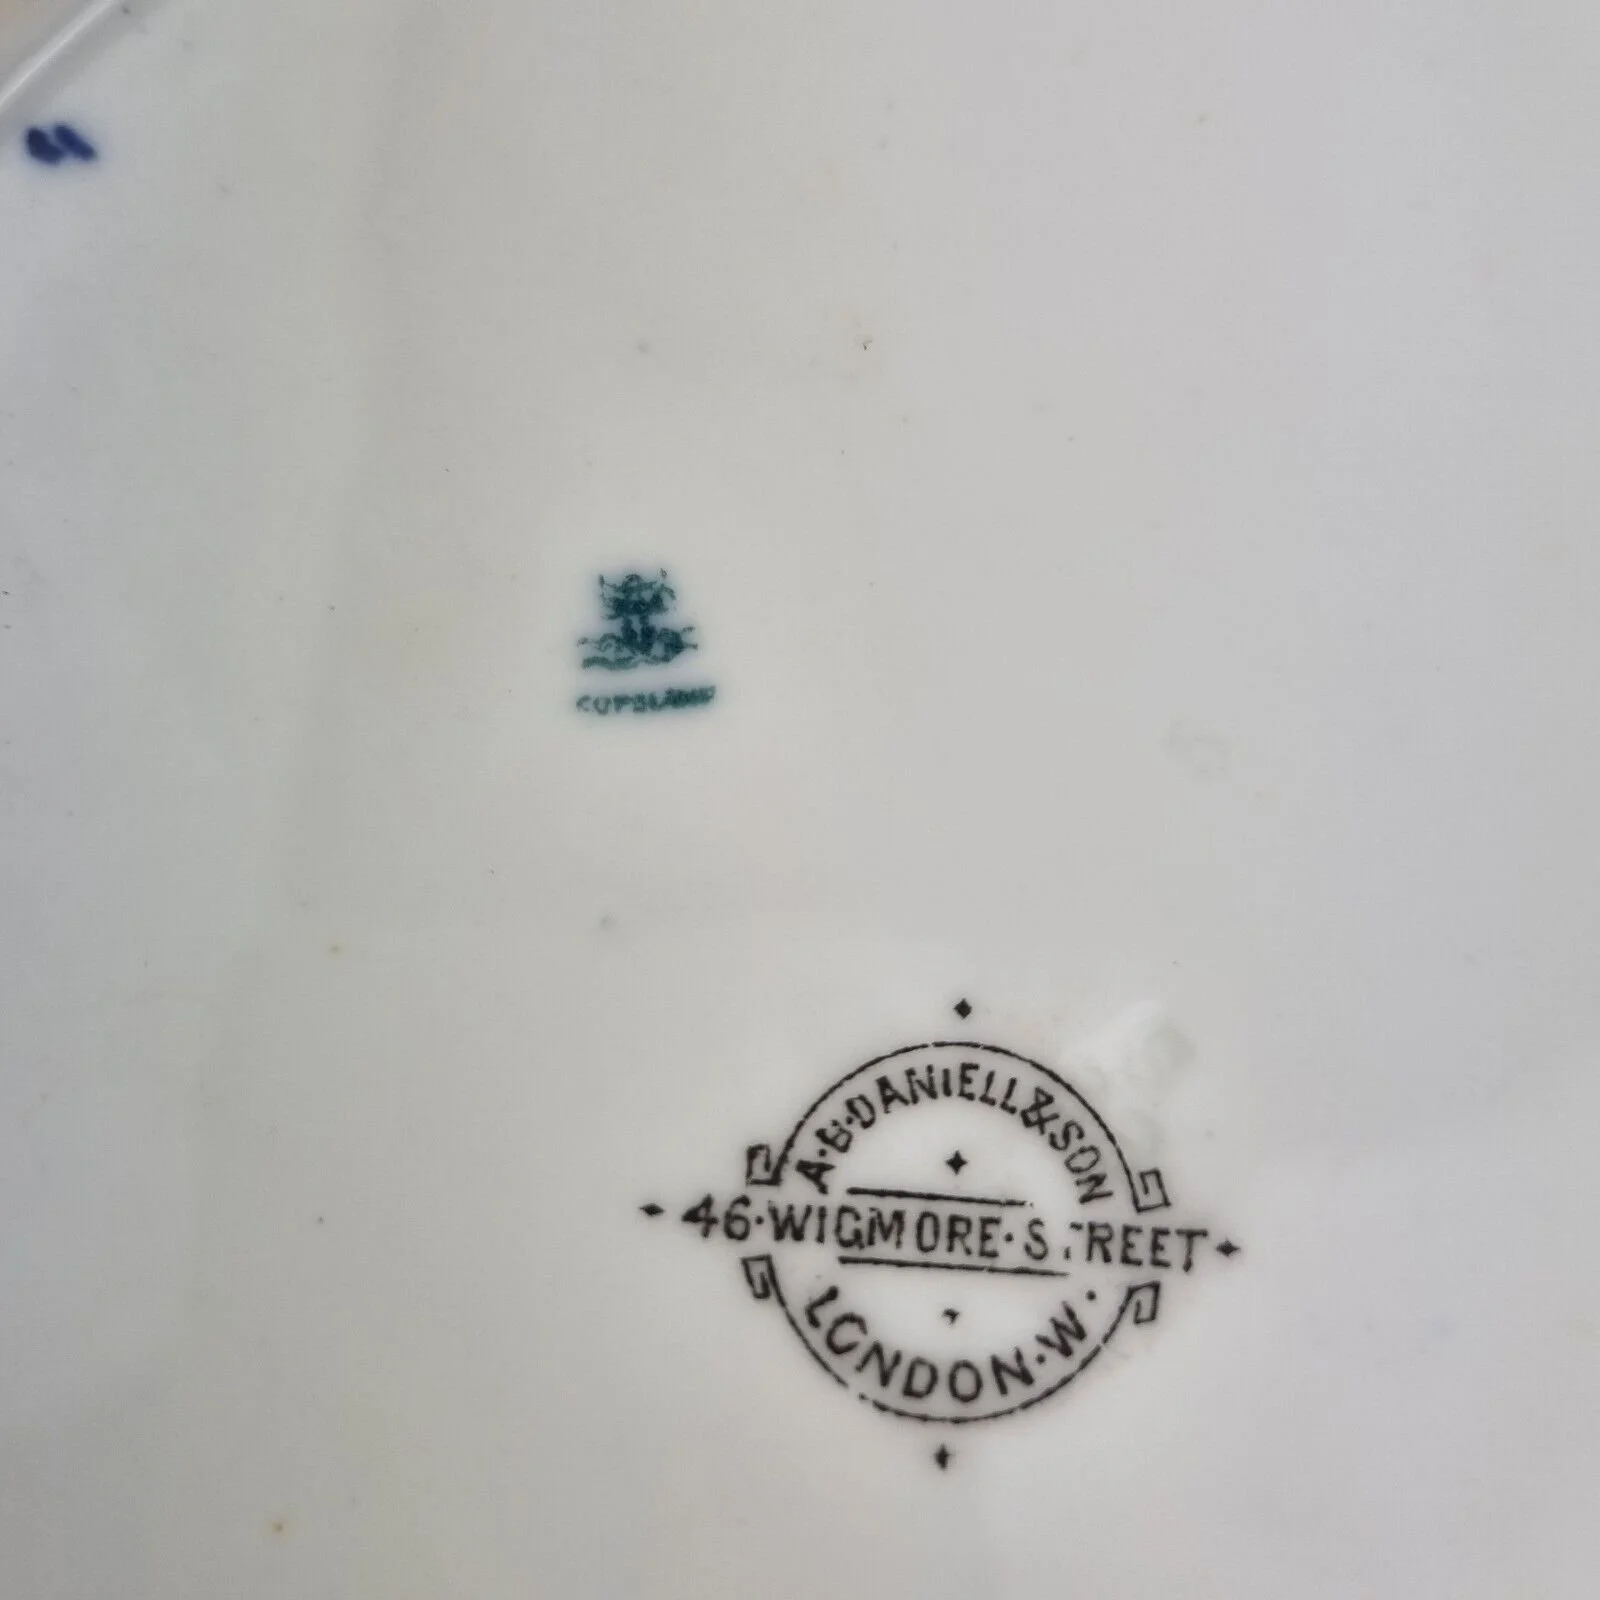 COPELAND
A·B·DANIELL & SON
46·WIGMORE·STREET
LONDON·W·